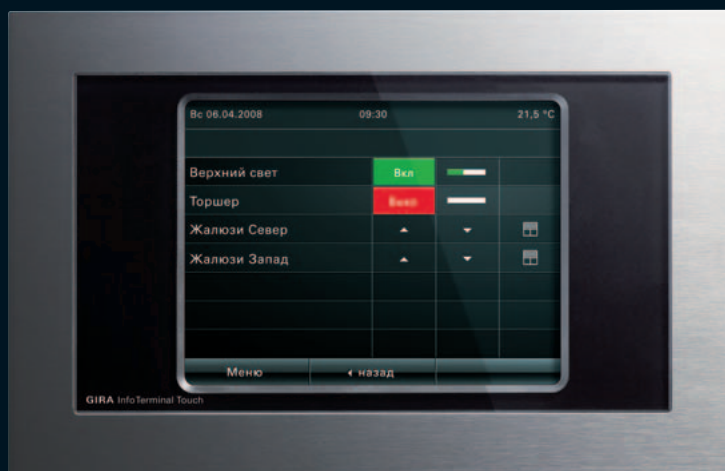 Вс 06.04.2008 09:30 21,5 °C
Верхний свет Вкл
Торшер
Жалюзи Север
Жалюзи Запад
Меню назад
GIRA InfoTerminal Touch